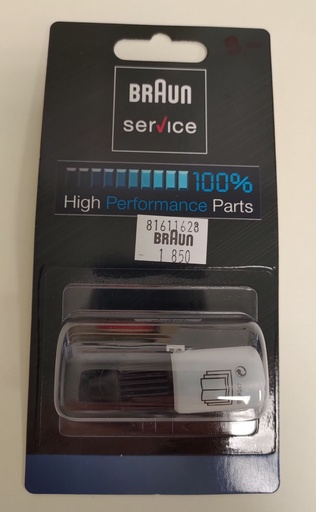 BRAUN
service
100%
High Performance Parts
81611628
BRAUN
1 850